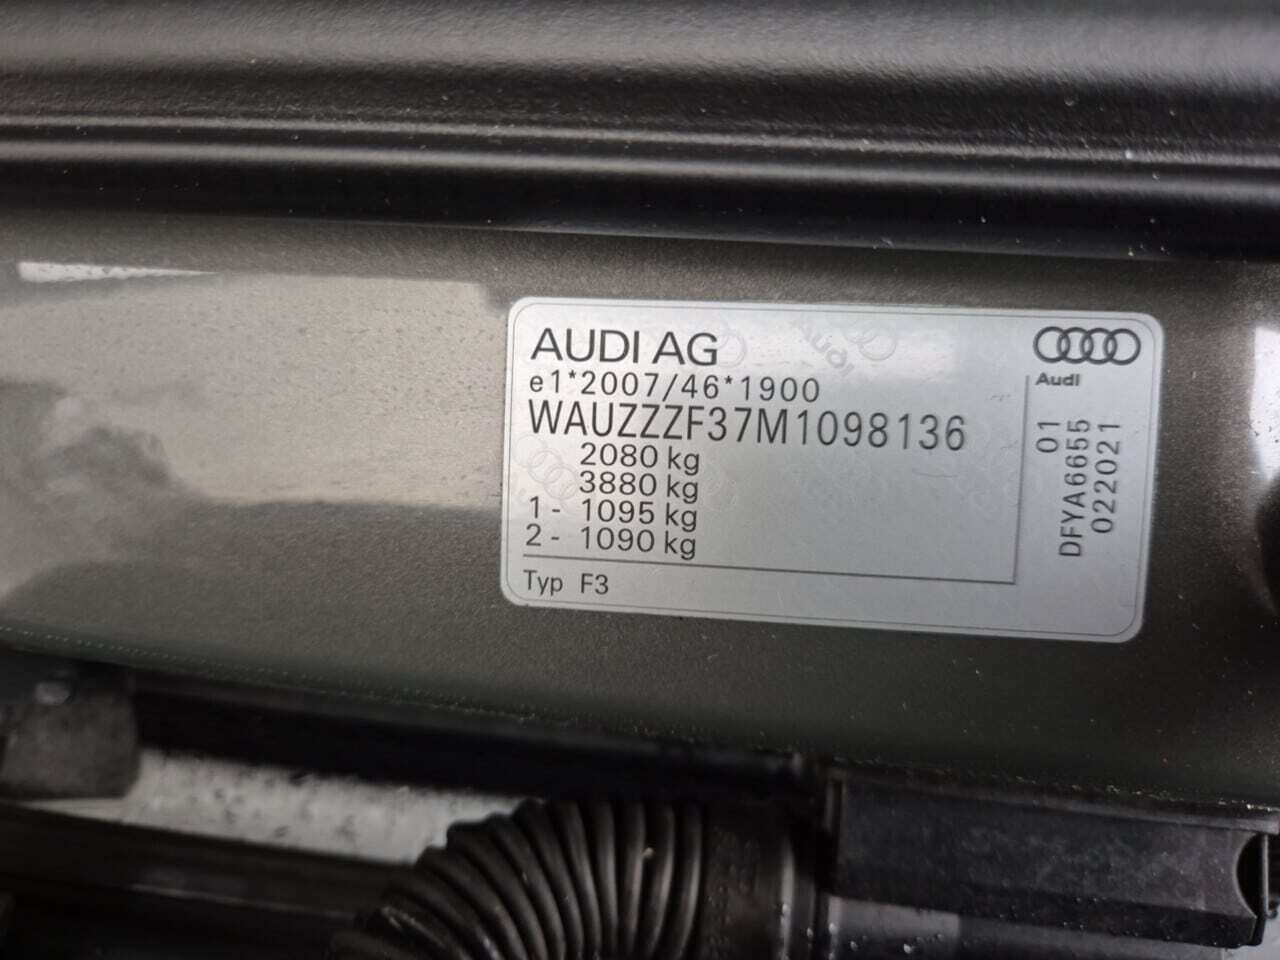 AUDI AG
e1*2007/46*1900
WAUZZZF37M1098136
2080 kg
3880 kg
1- 1095 kg
2- 1090 kg
Typ F3
Audi
01
DFYA6655
022021